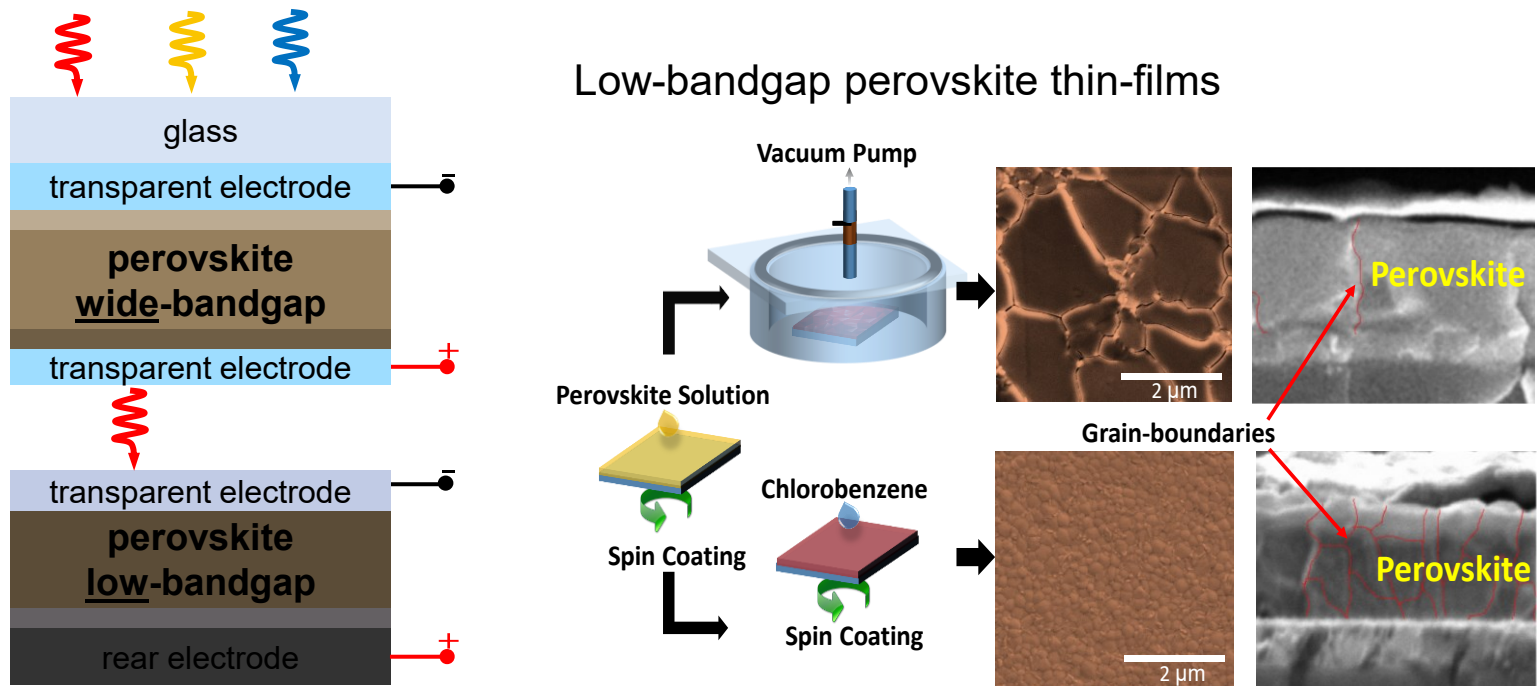 glass
transparent electrode
-
perovskite
wide-bandgap
transparent electrode
+
transparent electrode
-
perovskite
low-bandgap
rear electrode
+
Low-bandgap perovskite thin-films
Vacuum Pump
Perovskite Solution
Spin Coating
Chlorobenzene
Spin Coating
2 μm
Perovskite
Grain-boundaries
2 μm
Perovskite